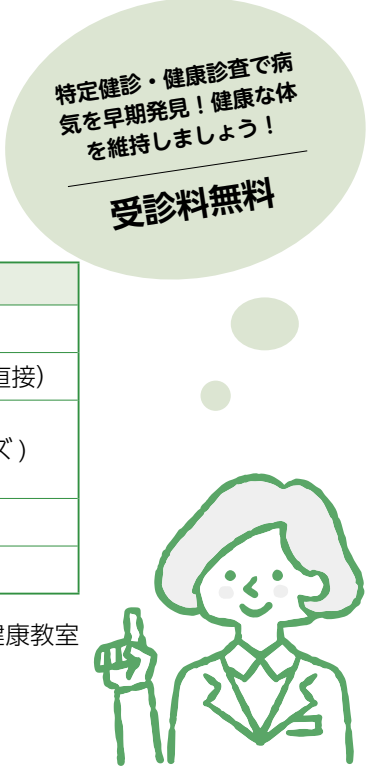 特定健診・健康診査で病
気を早期発見！健康な体
を維持しましょう！
受診料無料
直接）
ズ）
健康教室